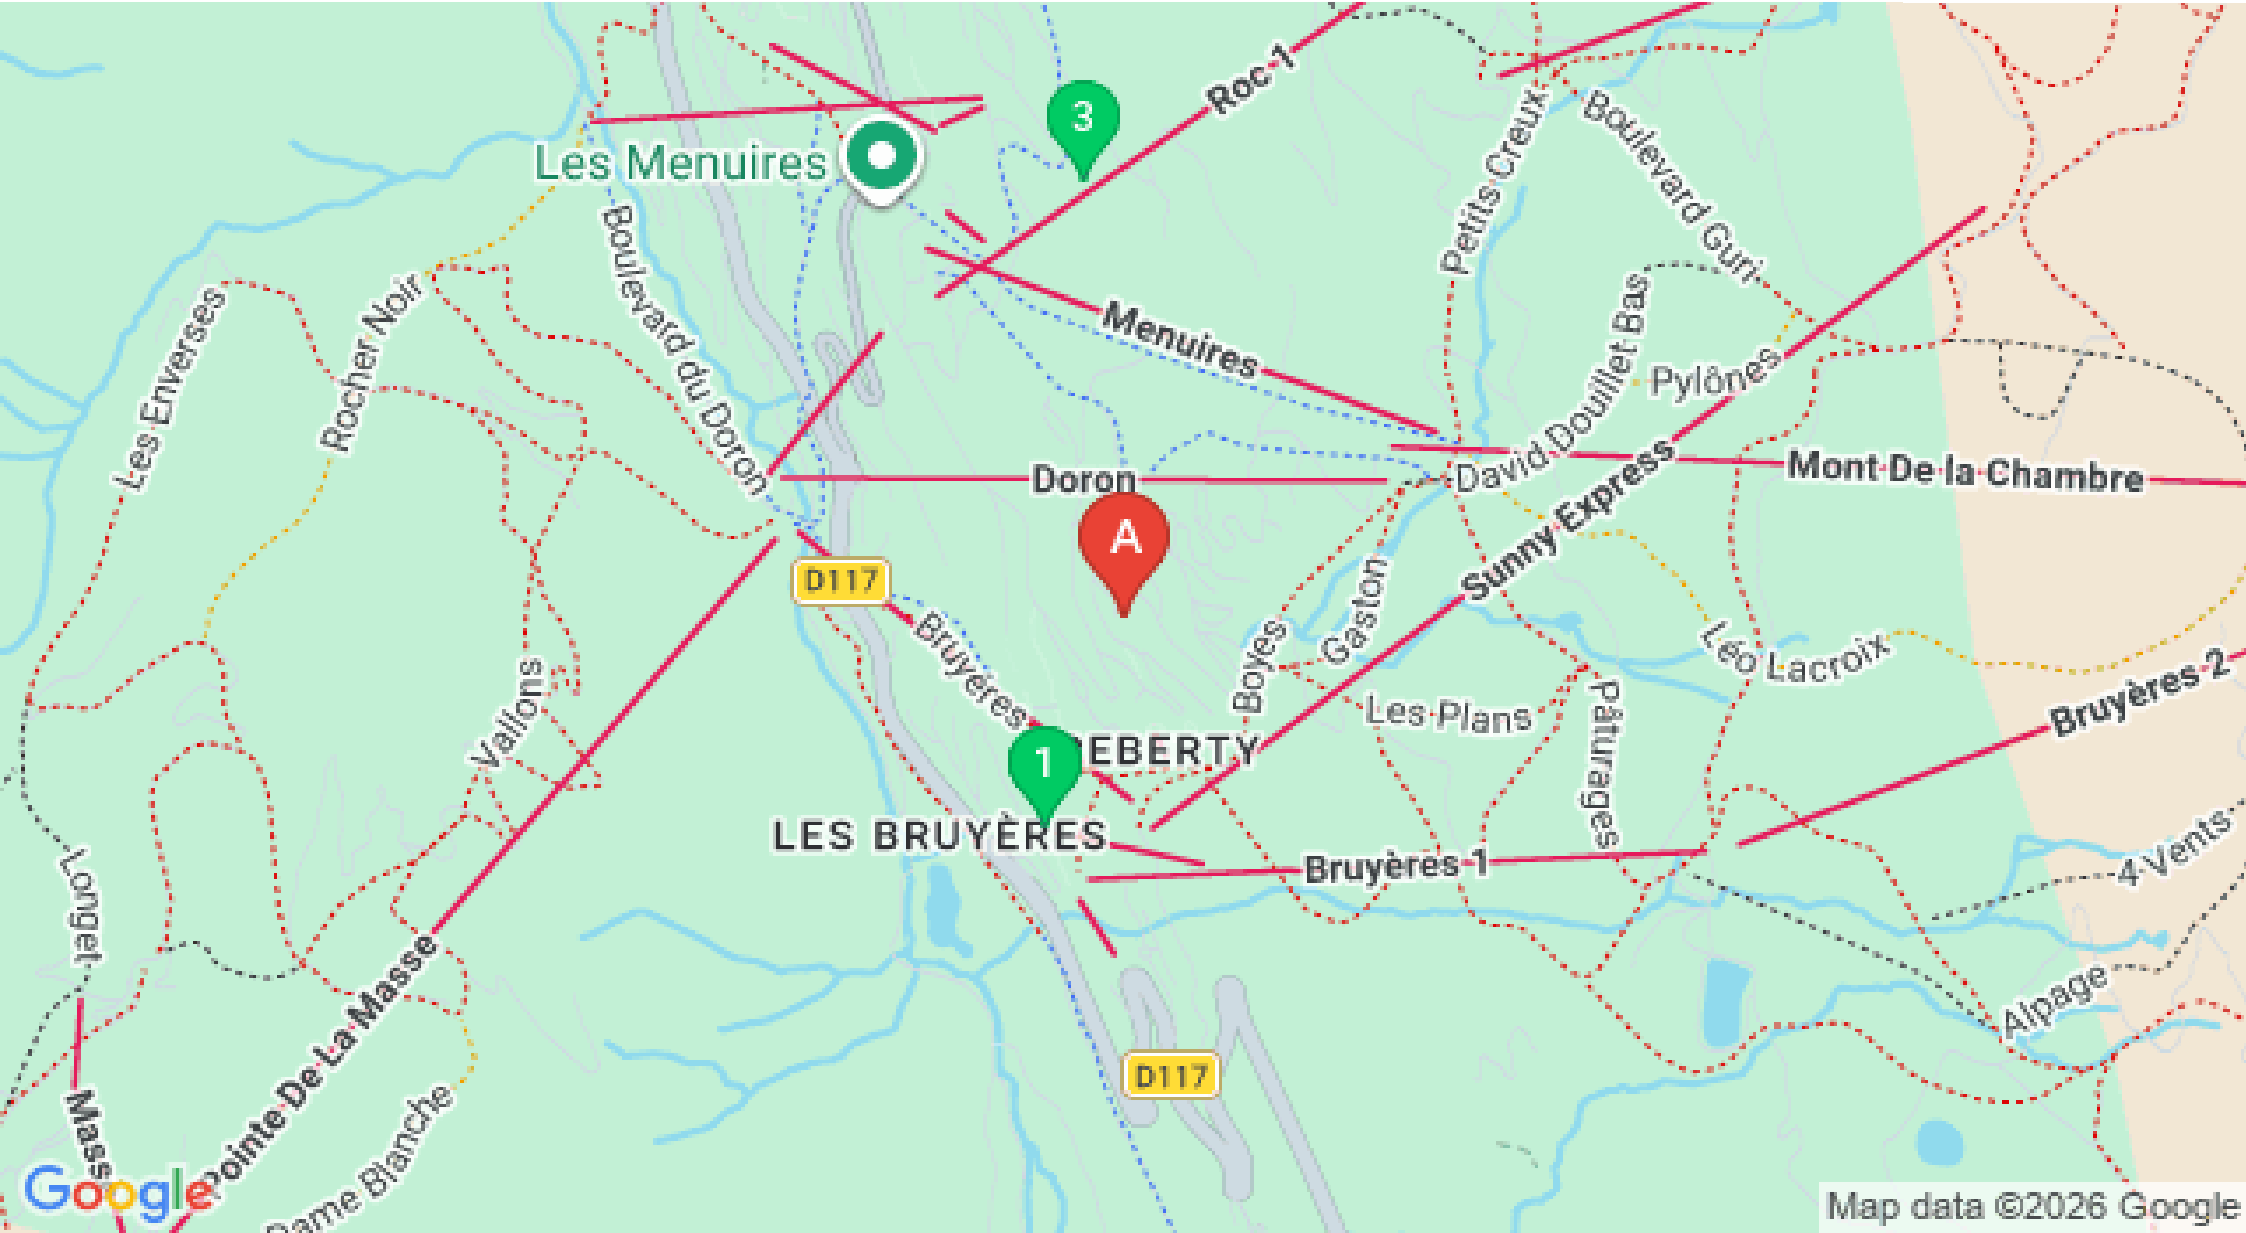 Roc 1
3
Les Menuires
Petits Creux
Boulevard Guri
Boulevard du Doron
Les Enverses
Rocher Noir
Menuires
David Douillet Bas
Pylônes
Doron
Mont De la Chambre
A
Sunny Express
D117
Bruyères
Gaston
Boyes
Léo Lacroix
Vallons
Les Plans
Pâturages
Bruyères 2
1
LES BRUYÈRES
Bruyères 1
4 Vents
Longet
Alpage
Pointe De La Masse
D117
Dame Blanche
Google
Map data ©2026 Google